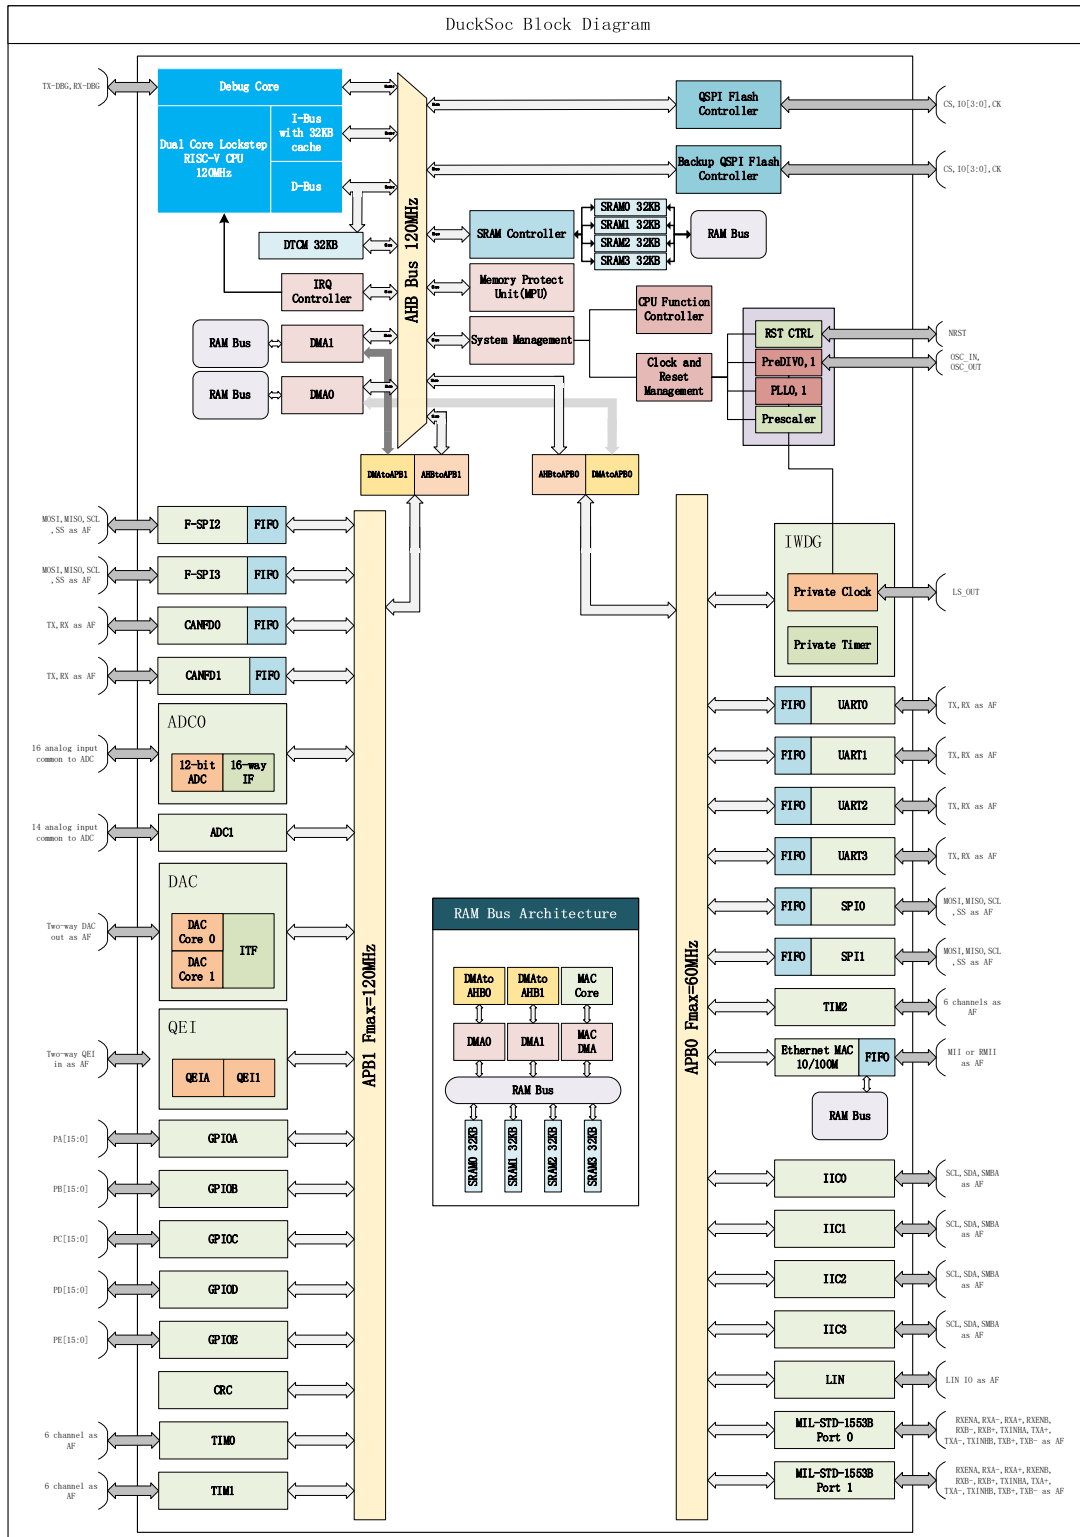 DuckSoc Block Diagram
TX-DBG,RX-DBG
Debug Core
Dual Core Lockstep
RISC-V CPU
120MHz
I-Bus
with 32KB
cache
D-Bus
DTCM 32KB
IRQ
Controller
RAM Bus
DMA1
RAM Bus
DMA0
AHB Bus 120MHz
QSPI Flash
Controller
CS,IO[3:0],CK
Backup QSPI Flash
Controller
CS,IO[3:0],CK
SRAM Controller
SRAM0 32KB
SRAM1 32KB
SRAM2 32KB
SRAM3 32KB
RAM Bus
Memory Protect
Unit(MPU)
System Management
CPU Function
Controller
Clock and
Reset
Management
RST CTRL
PreDIV0,1
PLL0,1
Prescaler
NRST
OSC_IN,
OSC_OUT
DMAtoAPB1
AHBtoAPB1
AHBtoAPB0
DMAtoAPB0
MOSI,MISO,SCL
,SS as AF
F-SPI2
FIFO
MOSI,MISO,SCL
,SS as AF
F-SPI3
FIFO
TX,RX as AF
CANFD0
FIFO
TX,RX as AF
CANFD1
FIFO
16 analog input
common to ADC
ADC0
12-bit
ADC
16-way
IF
14 analog input
common to ADC
ADC1
Two-way DAC
out as AF
DAC
DAC
Core 0
DAC
Core 1
ITF
Two-way QEI
in as AF
QEI
QEIA
QEI1
PA[15:0]
GPIOA
PB[15:0]
GPIOB
PC[15:0]
GPIOC
PD[15:0]
GPIOD
PE[15:0]
GPIOE
CRC
6 channel as
AF
TIM0
6 channel as
AF
TIM1
APB1 Fmax=120MHz
RAM Bus Architecture
DMAto
AHB0
DMAto
AHB1
MAC
Core
DMA0
DMA1
MAC
DMA
RAM Bus
SRAM0 32KB
SRAM1 32KB
SRAM2 32KB
SRAM3 32KB
APB0 Fmax=60MHz
IWDG
Private Clock
Private Timer
LS_OUT
FIFO
UART0
TX,RX as AF
FIFO
UART1
TX,RX as AF
FIFO
UART2
TX,RX as AF
FIFO
UART3
TX,RX as AF
FIFO
SPI0
MOSI,MISO,SCL
,SS as AF
FIFO
SPI1
MOSI,MISO,SCL
,SS as AF
TIM2
6 channels as
AF
Ethernet MAC
10/100M
FIFO
MII or RMII
as AF
RAM Bus
IIC0
SCL,SDA,SMBA
as AF
IIC1
SCL,SDA,SMBA
as AF
IIC2
SCL,SDA,SMBA
as AF
IIC3
SCL,SDA,SMBA
as AF
LIN
LIN IO as AF
MIL-STD-1553B
Port 0
RXENA,RXA-,RXA+,RXENB,
RXB-,RXB+,TXINHA,TXA+,
TXA-,TXINHB,TXB+,TXB- as AF
MIL-STD-1553B
Port 1
RXENA,RXA-,RXA+,RXENB,
RXB-,RXB+,TXINHA,TXA+,
TXA-,TXINHB,TXB+,TXB- as AF